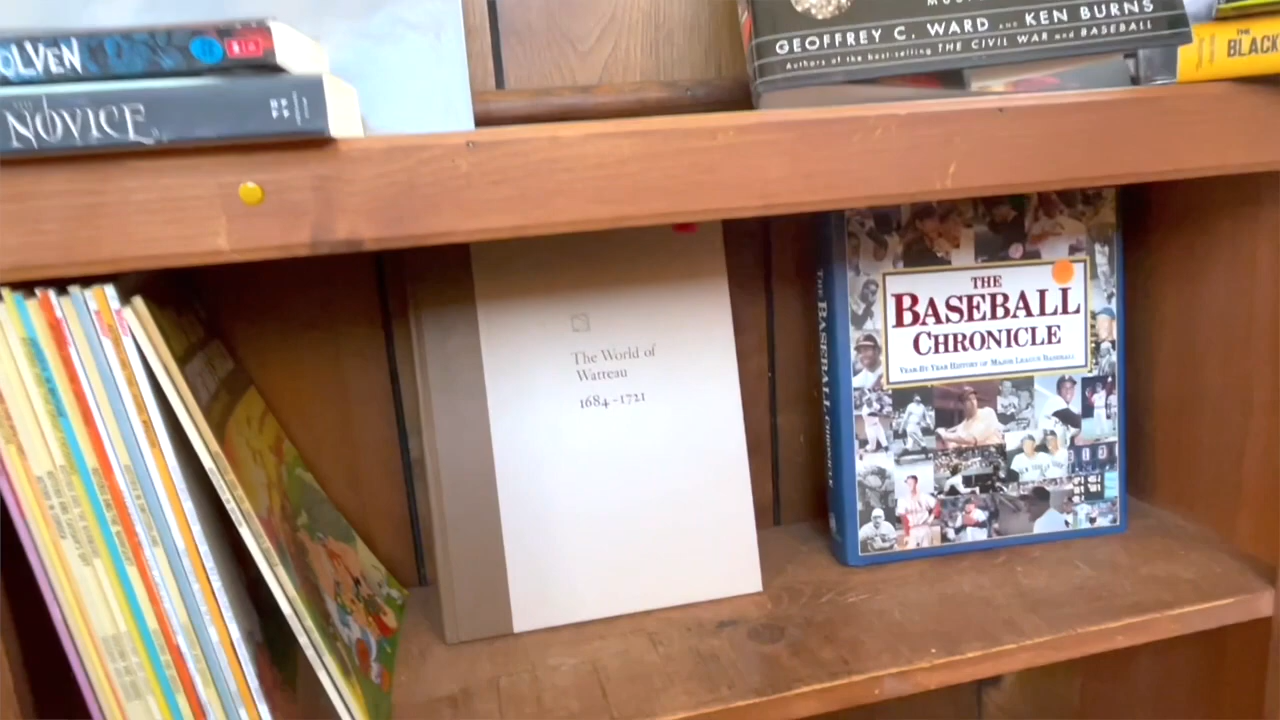 OLVEN
NOVICE
GEOFFREY C. WARD AND KEN BURNS
Authors of the best-selling THE CIVIL WAR and BASEBALL
THE
BLACK
The World of
Watteau
1684-1721
THE
BASEBALL
CHRONICLE
YEAR-BY-YEAR HISTORY OF MAJOR LEAGUE BASEBALL
THE BASEBALL CHRONICLE